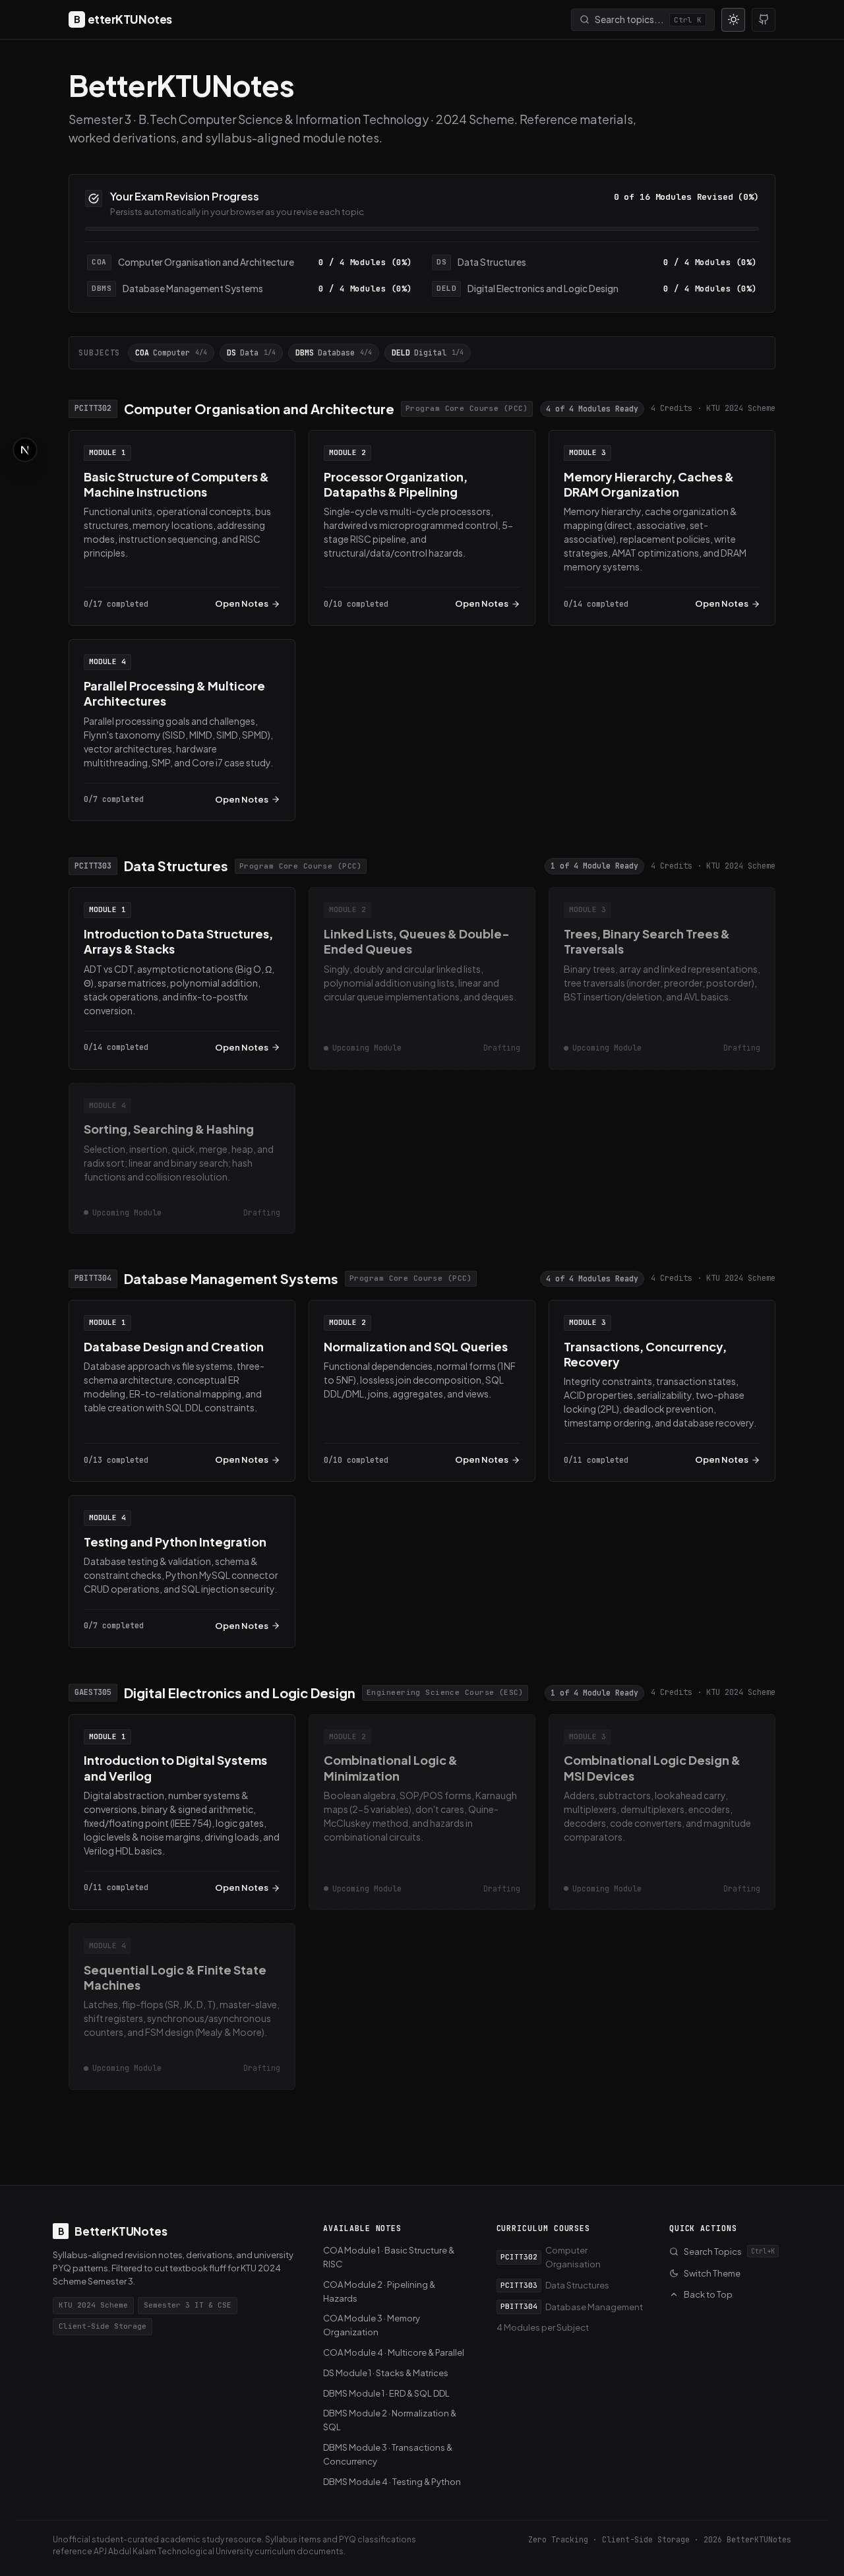 B etterKTUNotes
Search topics... Ctrl K
BetterKTUNotes
Semester 3 · B.Tech Computer Science & Information Technology · 2024 Scheme. Reference materials,
worked derivations, and syllabus-aligned module notes.
Your Exam Revision Progress
0 of 16 Modules Revised (0%)
Persists automatically in your browser as you revise each topic
COA Computer Organisation and Architecture 0 / 4 Modules (0%)
DS Data Structures 0 / 4 Modules (0%)
DBMS Database Management Systems 0 / 4 Modules (0%)
DELD Digital Electronics and Logic Design 0 / 4 Modules (0%)
SUBJECTS COA Computer 4/4 DS Data 1/4 DBMS Database 4/4 DELD Digital 1/4
PCITT302 Computer Organisation and Architecture Program Core Course (PCC) 4 of 4 Modules Ready 4 Credits · KTU 2024 Scheme
MODULE 1
Basic Structure of Computers &
Machine Instructions
Functional units, operational concepts, bus
structures, memory locations, addressing
modes, instruction sequencing, and RISC
principles.
0/17 completed Open Notes →
MODULE 2
Processor Organization,
Datapaths & Pipelining
Single-cycle vs multi-cycle processors,
hardwired vs microprogrammed control, 5-
stage RISC pipeline, and
structural/data/control hazards.
0/10 completed Open Notes →
MODULE 3
Memory Hierarchy, Caches &
DRAM Organization
Memory hierarchy, cache organization &
mapping (direct, associative, set-
associative), replacement policies, write
strategies, AMAT optimizations, and DRAM
memory systems.
0/14 completed Open Notes →
N
MODULE 4
Parallel Processing & Multicore
Architectures
Parallel processing goals and challenges,
Flynn's taxonomy (SISD, MIMD, SIMD, SPMD),
vector architectures, hardware
multithreading, SMP, and Core i7 case study.
0/7 completed Open Notes →
PCITT303 Data Structures Program Core Course (PCC) 1 of 4 Module Ready 4 Credits · KTU 2024 Scheme
MODULE 1
Introduction to Data Structures,
Arrays & Stacks
ADT vs CDT, asymptotic notations (Big O, Ω,
Θ), sparse matrices, polynomial addition,
stack operations, and infix-to-postfix
conversion.
0/14 completed Open Notes →
MODULE 2
Linked Lists, Queues & Double-
Ended Queues
Singly, doubly and circular linked lists,
polynomial addition using lists, linear and
circular queue implementations, and deques.
Upcoming Module Drafting
MODULE 3
Trees, Binary Search Trees &
Traversals
Binary trees, array and linked representations,
tree traversals (inorder, preorder, postorder),
BST insertion/deletion, and AVL basics.
Upcoming Module Drafting
MODULE 4
Sorting, Searching & Hashing
Selection, insertion, quick, merge, heap, and
radix sort; linear and binary search; hash
functions and collision resolution.
Upcoming Module Drafting
PBITT304 Database Management Systems Program Core Course (PCC) 4 of 4 Modules Ready 4 Credits · KTU 2024 Scheme
MODULE 1
Database Design and Creation
Database approach vs file systems, three-
schema architecture, conceptual ER
modeling, ER-to-relational mapping, and
table creation with SQL DDL constraints.
0/13 completed Open Notes →
MODULE 2
Normalization and SQL Queries
Functional dependencies, normal forms (1NF
to 5NF), lossless join decomposition, SQL
DDL/DML, joins, aggregates, and views.
0/10 completed Open Notes →
MODULE 3
Transactions, Concurrency,
Recovery
Integrity constraints, transaction states,
ACID properties, serializability, two-phase
locking (2PL), deadlock prevention,
timestamp ordering, and database recovery.
0/11 completed Open Notes →
MODULE 4
Testing and Python Integration
Database testing & validation, schema &
constraint checks, Python MySQL connector
CRUD operations, and SQL injection security.
0/7 completed Open Notes →
GAEST305 Digital Electronics and Logic Design Engineering Science Course (ESC) 1 of 4 Module Ready 4 Credits · KTU 2024 Scheme
MODULE 1
Introduction to Digital Systems
and Verilog
Digital abstraction, number systems &
conversions, binary & signed arithmetic,
fixed/floating point (IEEE 754), logic gates,
logic levels & noise margins, driving loads, and
Verilog HDL basics.
0/11 completed Open Notes →
MODULE 2
Combinational Logic &
Minimization
Boolean algebra, SOP/POS forms, Karnaugh
maps (2-5 variables), don't cares, Quine-
McCluskey method, and hazards in
combinational circuits.
Upcoming Module Drafting
MODULE 3
Combinational Logic Design &
MSI Devices
Adders, subtractors, lookahead carry,
multiplexers, demultiplexers, encoders,
decoders, code converters, and magnitude
comparators.
Upcoming Module Drafting
MODULE 4
Sequential Logic & Finite State
Machines
Latches, flip-flops (SR, JK, D, T), master-slave,
shift registers, synchronous/asynchronous
counters, and FSM design (Mealy & Moore).
Upcoming Module Drafting
B BetterKTUNotes
Syllabus-aligned revision notes, derivations, and university
PYQ patterns. Filtered to cut textbook fluff for KTU 2024
Scheme Semester 3.
KTU 2024 Scheme Semester 3 IT & CSE
Client-Side Storage
AVAILABLE NOTES
COA Module 1 · Basic Structure &
RISC
COA Module 2 · Pipelining &
Hazards
COA Module 3 · Memory
Organization
COA Module 4 · Multicore & Parallel
DS Module 1 · Stacks & Matrices
DBMS Module 1 · ERD & SQL DDL
DBMS Module 2 · Normalization &
SQL
DBMS Module 3 · Transactions &
Concurrency
DBMS Module 4 · Testing & Python
CURRICULUM COURSES
PCITT302 Computer
Organisation
PCITT303 Data Structures
PBITT304 Database Management
4 Modules per Subject
QUICK ACTIONS
Search Topics Ctrl+K
Switch Theme
Back to Top
Unofficial student-curated academic study resource. Syllabus items and PYQ classifications
reference APJ Abdul Kalam Technological University curriculum documents.
Zero Tracking · Client-Side Storage · 2026 BetterKTUNotes